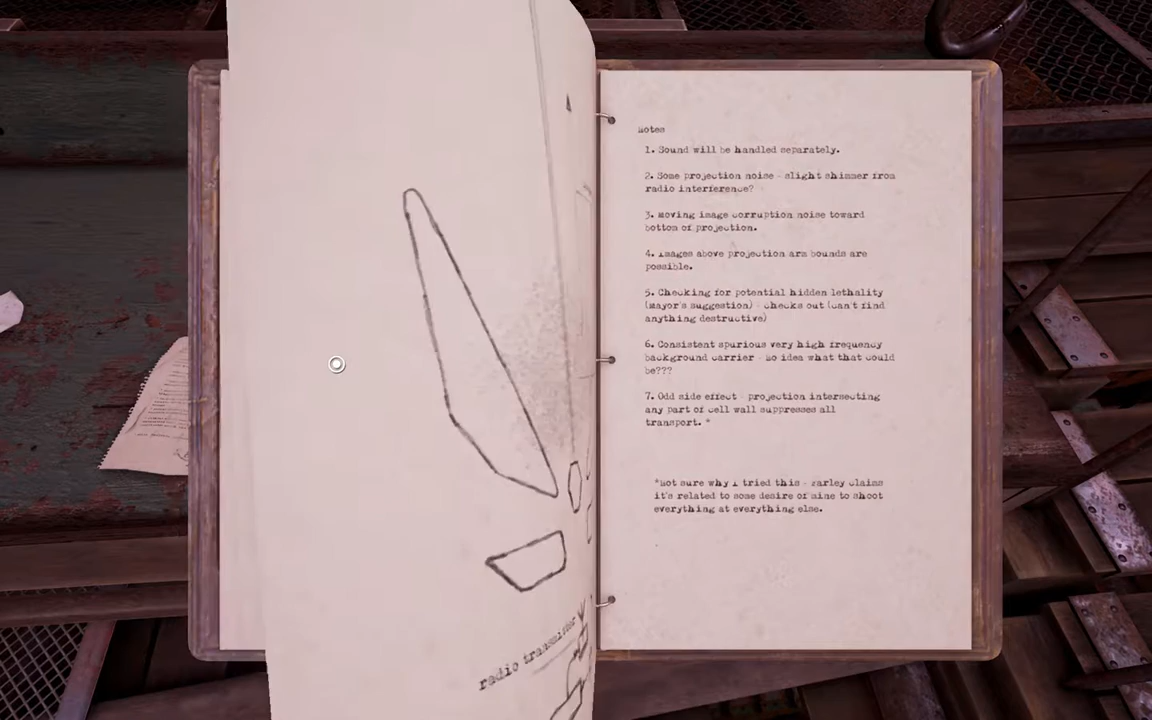 radio transmitter
Notes
1. Sound will be handled separately.
2. Some projection noise - slight shimmer from
radio interference?
3. Moving image corruption noise toward
bottom of projection.
4. Images above projection arm bounds are
possible.
5. Checking for potential hidden lethality
(mayor's suggestion) - checks out (can't find
anything destructive)
6. Consistent spurious very high frequency
background carrier - No idea what that could
be???
7. Odd side effect - projection intersecting
any part of cell wall suppresses all
transport. *
*Not sure why I tried this - Farley claims
it's related to some desire of mine to shoot
everything at everything else.